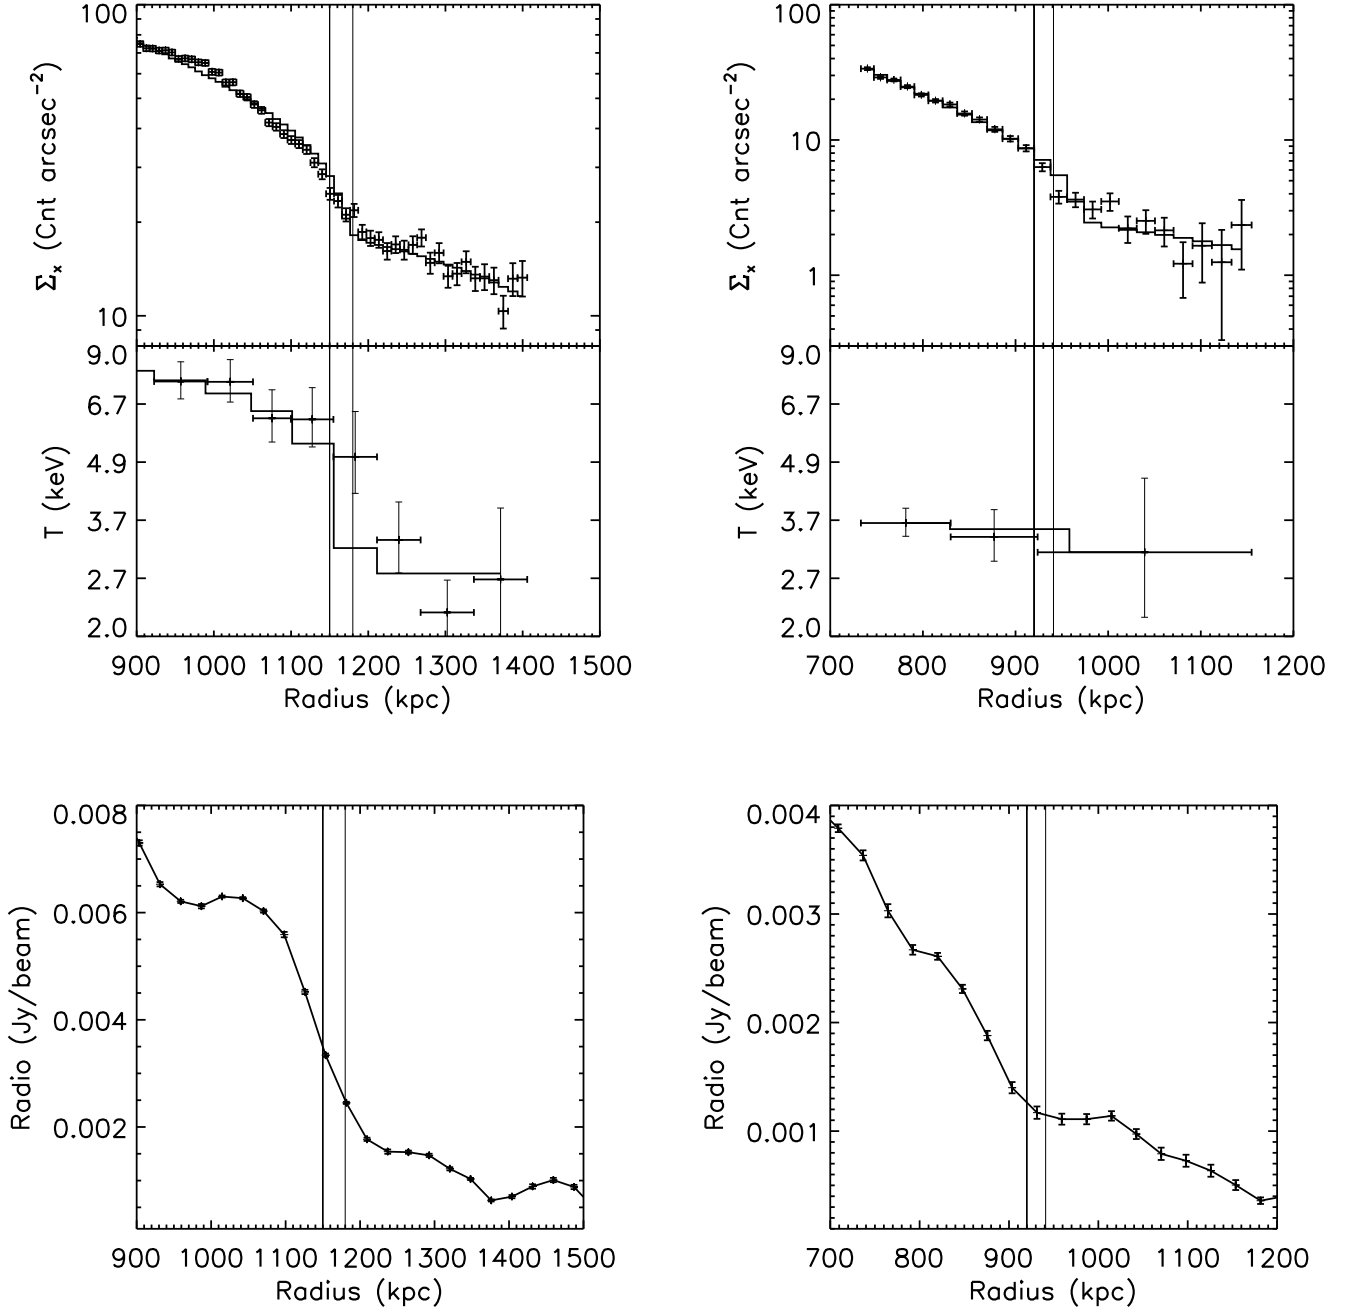 100
10
Σx (Cnt arcsec−2)
9.0
6.7
4.9
3.7
2.7
2.0
T (keV)
900 1000 1100 1200 1300 1400 1500
Radius (kpc)
100
10
1
Σx (Cnt arcsec−2)
9.0
6.7
4.9
3.7
2.7
2.0
T (keV)
700 800 900 1000 1100 1200
Radius (kpc)
0.008
0.006
0.004
0.002
Radio (Jy/beam)
900 1000 1100 1200 1300 1400 1500
Radius (kpc)
0.004
0.003
0.002
0.001
Radio (Jy/beam)
700 800 900 1000 1100 1200
Radius (kpc)